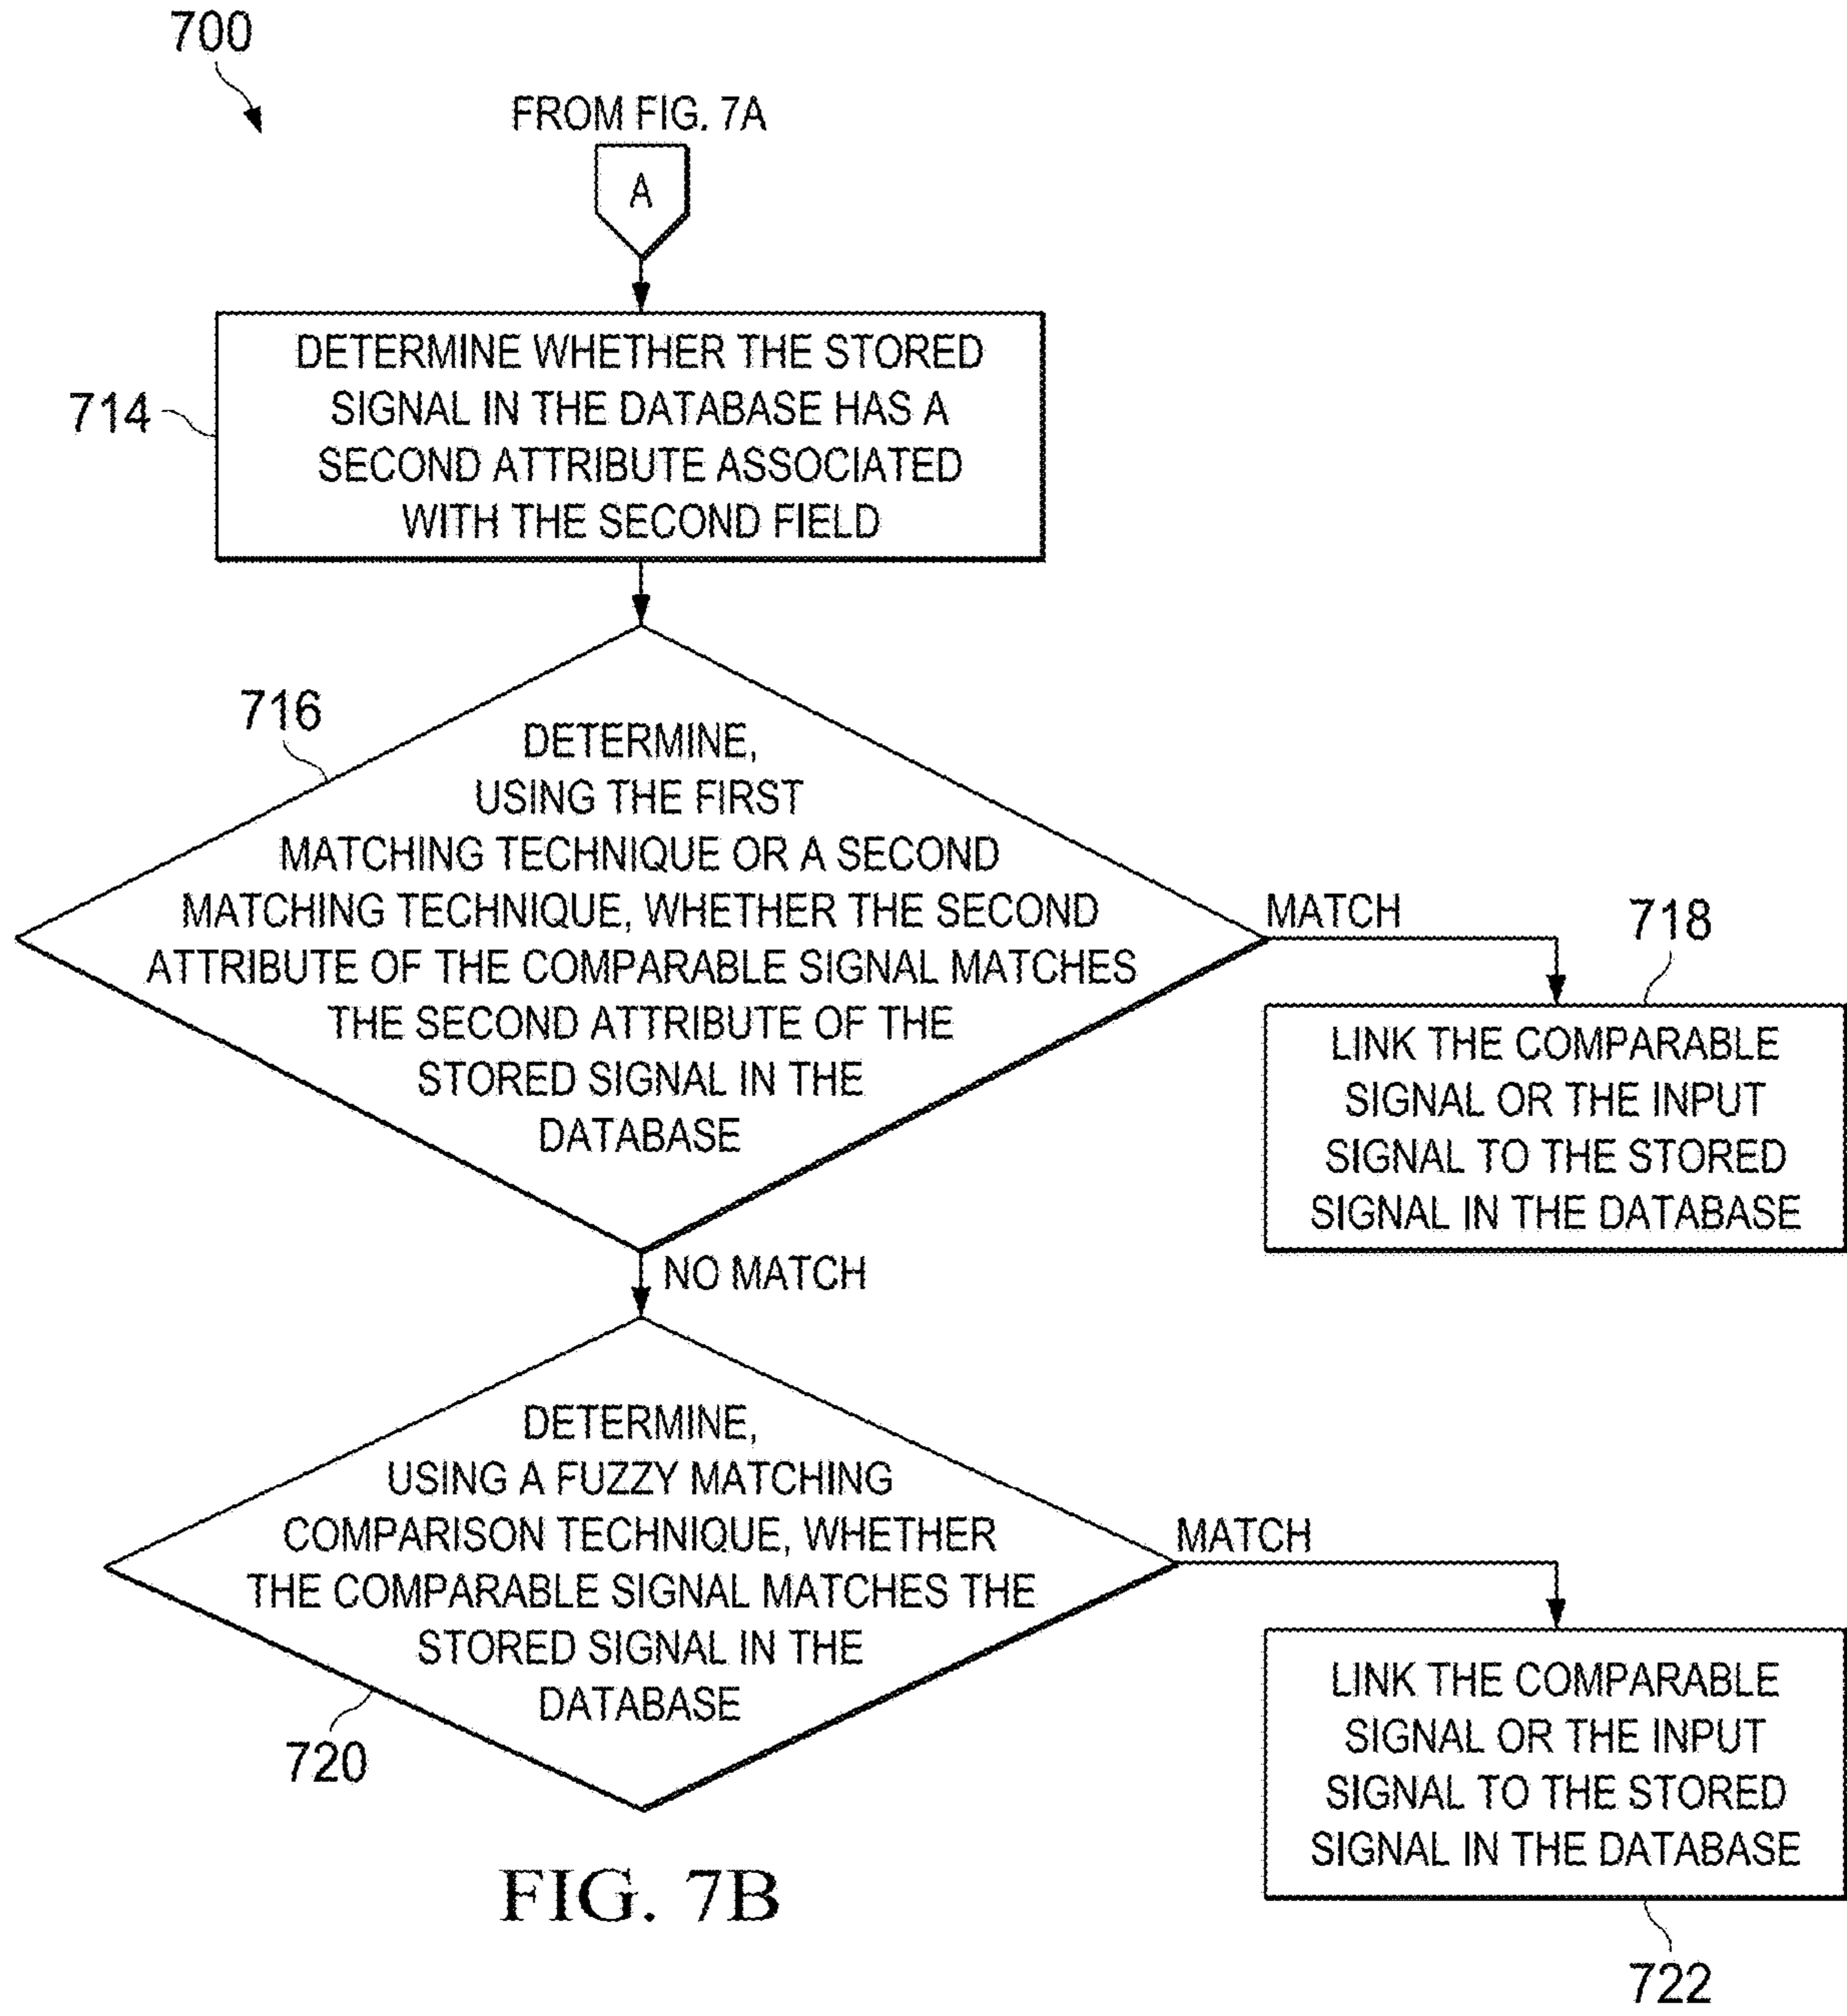 700
FROM FIG. 7A
A
714
DETERMINE WHETHER THE STORED
SIGNAL IN THE DATABASE HAS A
SECOND ATTRIBUTE ASSOCIATED
WITH THE SECOND FIELD
716
DETERMINE,
USING THE FIRST
MATCHING TECHNIQUE OR A SECOND
MATCHING TECHNIQUE, WHETHER THE SECOND
ATTRIBUTE OF THE COMPARABLE SIGNAL MATCHES
THE SECOND ATTRIBUTE OF THE
STORED SIGNAL IN THE
DATABASE
MATCH
718
LINK THE COMPARABLE
SIGNAL OR THE INPUT
SIGNAL TO THE STORED
SIGNAL IN THE DATABASE
NO MATCH
DETERMINE,
USING A FUZZY MATCHING
COMPARISON TECHNIQUE, WHETHER
THE COMPARABLE SIGNAL MATCHES THE
STORED SIGNAL IN THE
DATABASE
720
MATCH
LINK THE COMPARABLE
SIGNAL OR THE INPUT
SIGNAL TO THE STORED
SIGNAL IN THE DATABASE
722
FIG. 7B